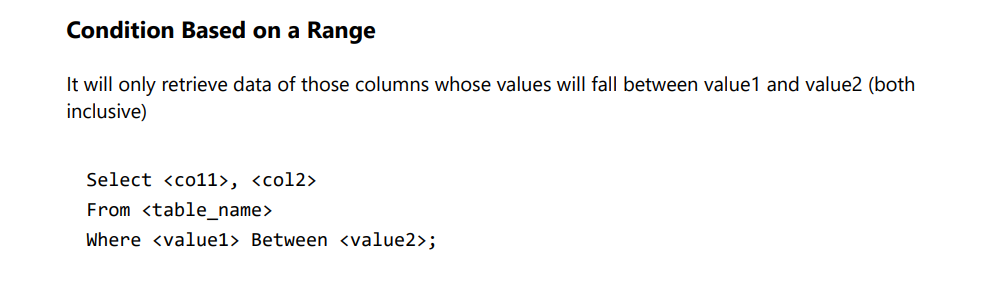 Condition Based on a Range
It will only retrieve data of those columns whose values will fall between value1 and value2 (both
inclusive)
Select <co11>, <col2>
From <table_name>
Where <value1> Between <value2>;